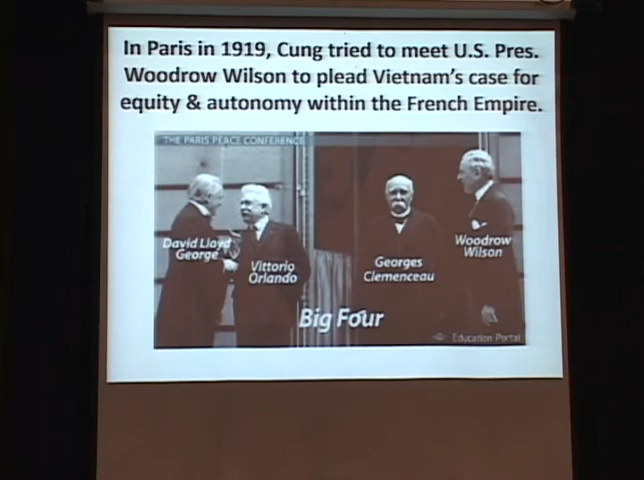 In Paris in 1919, Cung tried to meet U.S. Pres.
Woodrow Wilson to plead Vietnam's case for
equity & autonomy within the French Empire.
THE PARIS PEACE CONFERENCE
David Lloyd
George
Vittorio
Orlando
Georges
Clemenceau
Woodrow
Wilson
Big Four
Education Portal